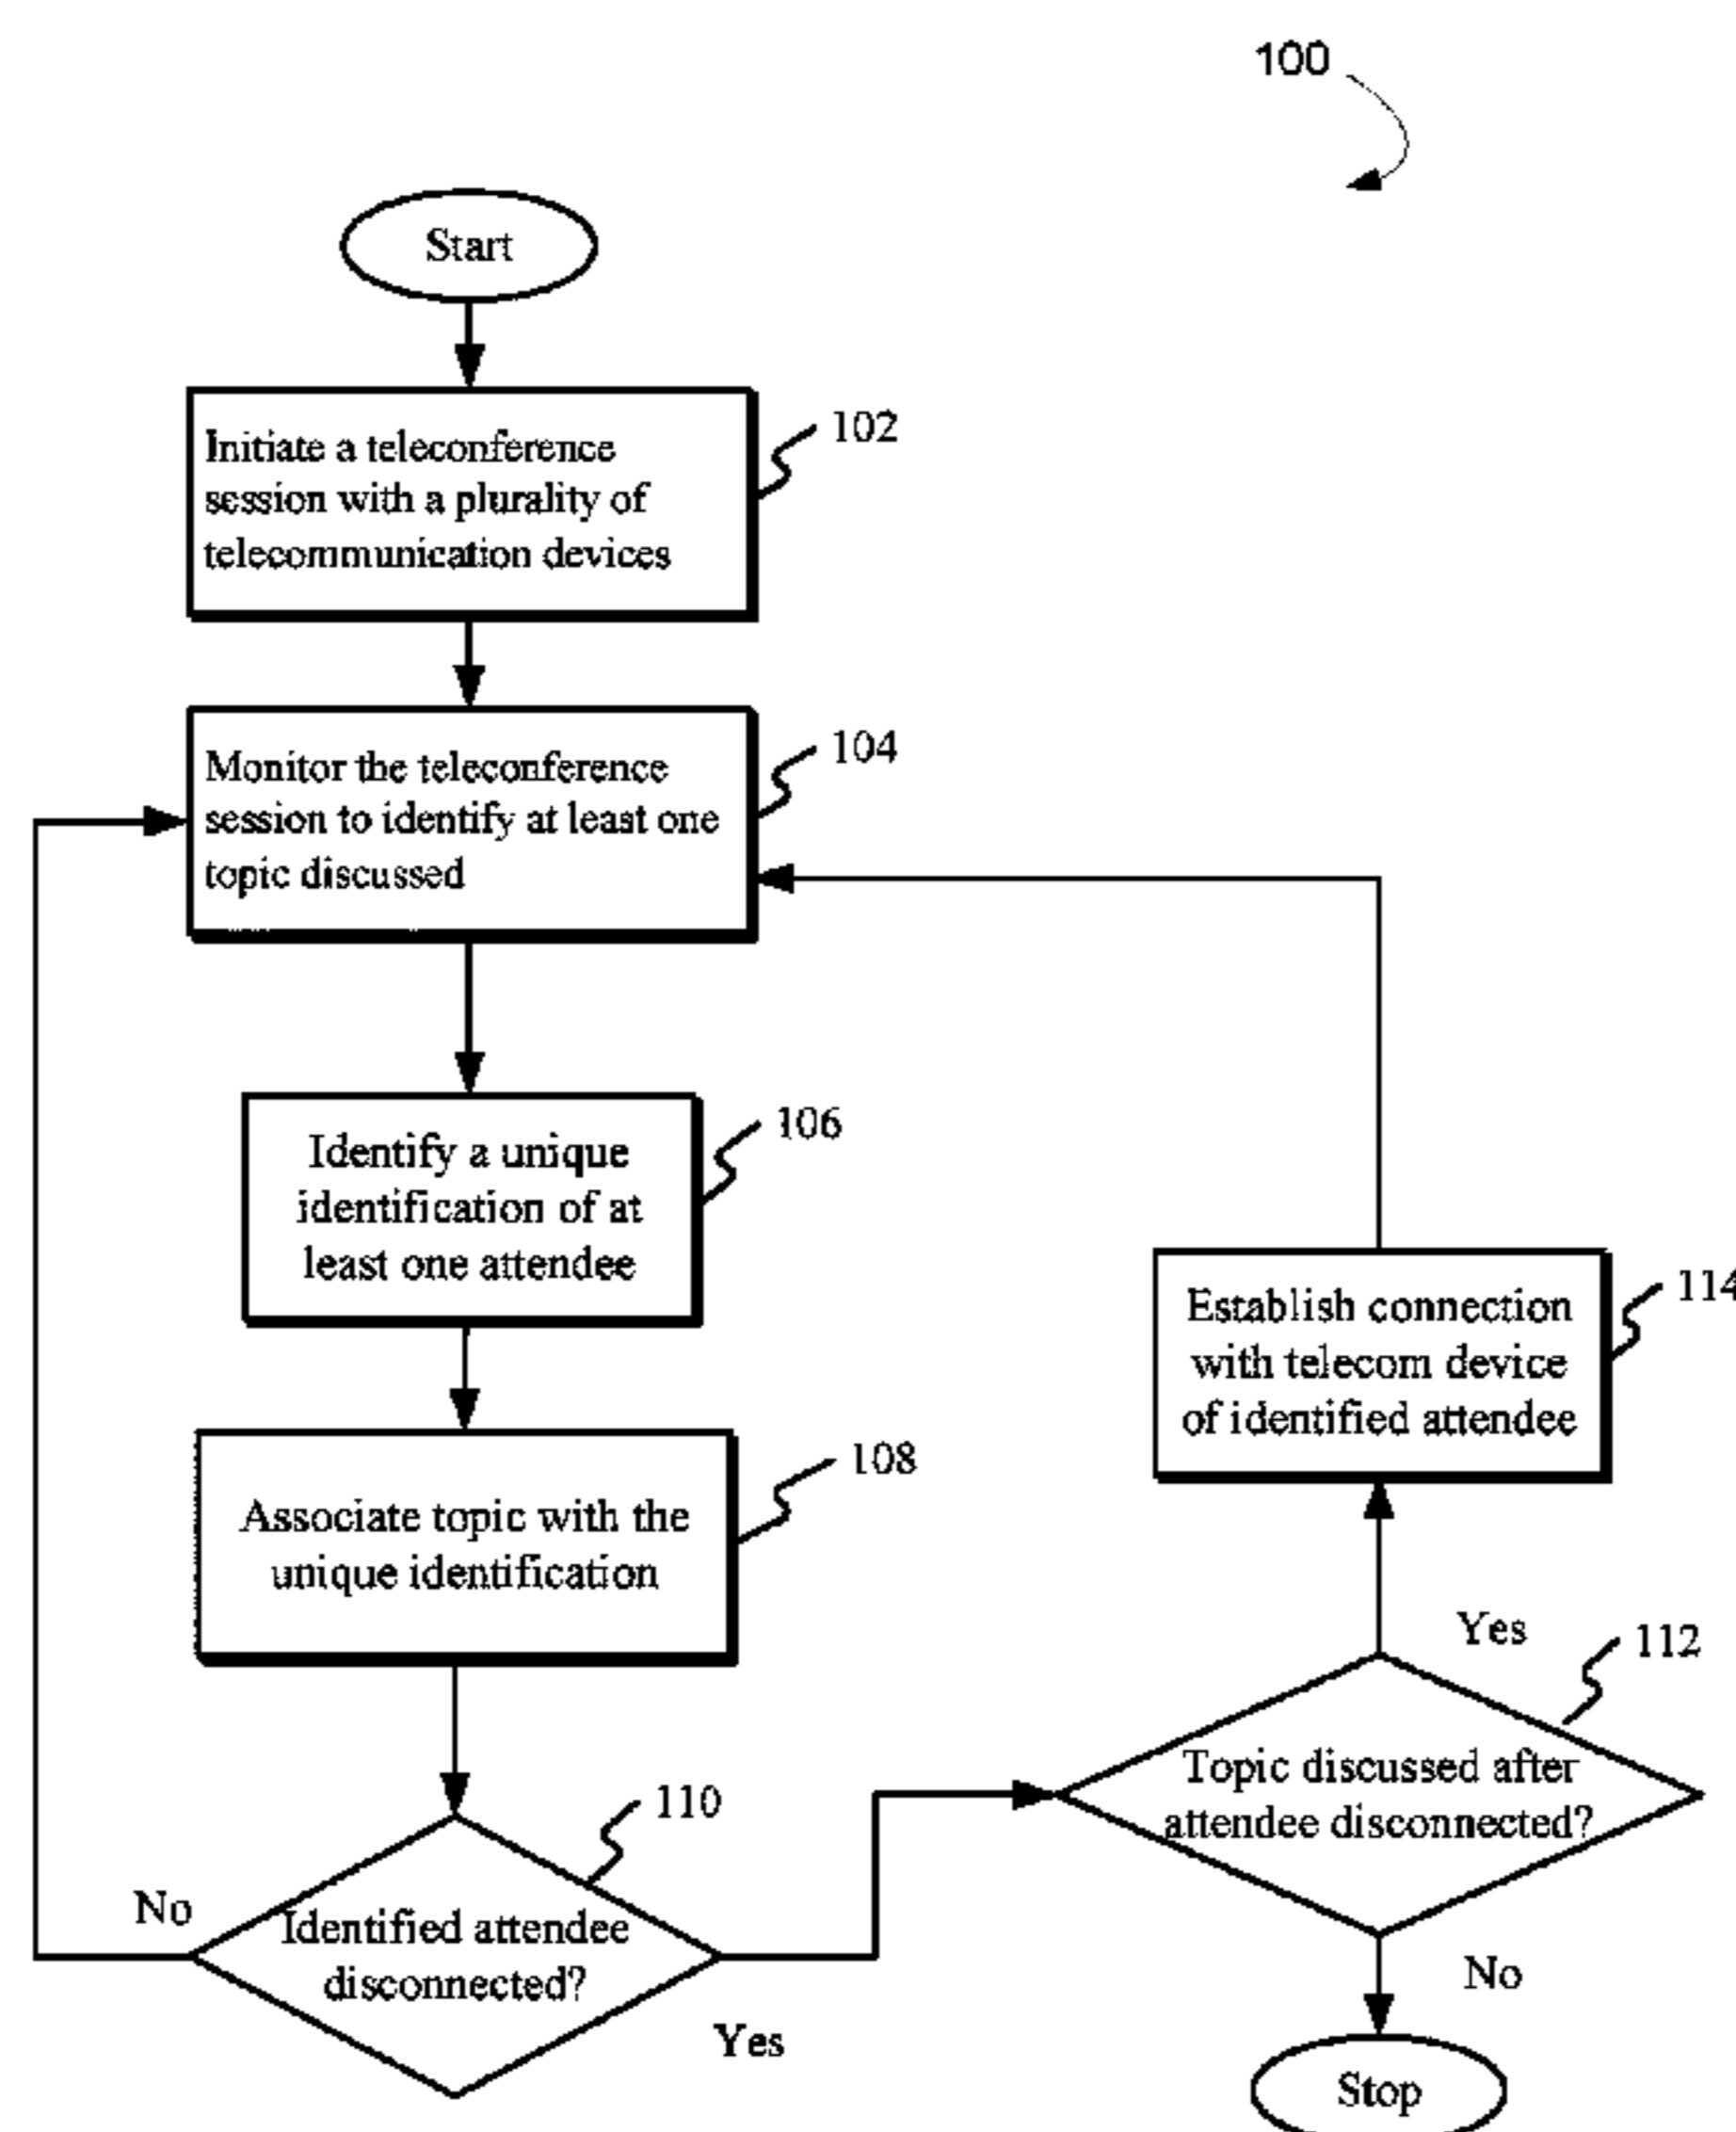 100
Start
Initiate a teleconference
session with a plurality of
telecommunication devices
102
Monitor the teleconference
session to identify at least one
topic discussed
104
Identify a unique
identification of at
least one attendee
106
Associate topic with the
unique identification
108
Identified attendee
disconnected?
110
No
Yes
Topic discussed after
attendee disconnected?
112
Yes
No
Establish connection
with telecom device
of identified attendee
114
Stop